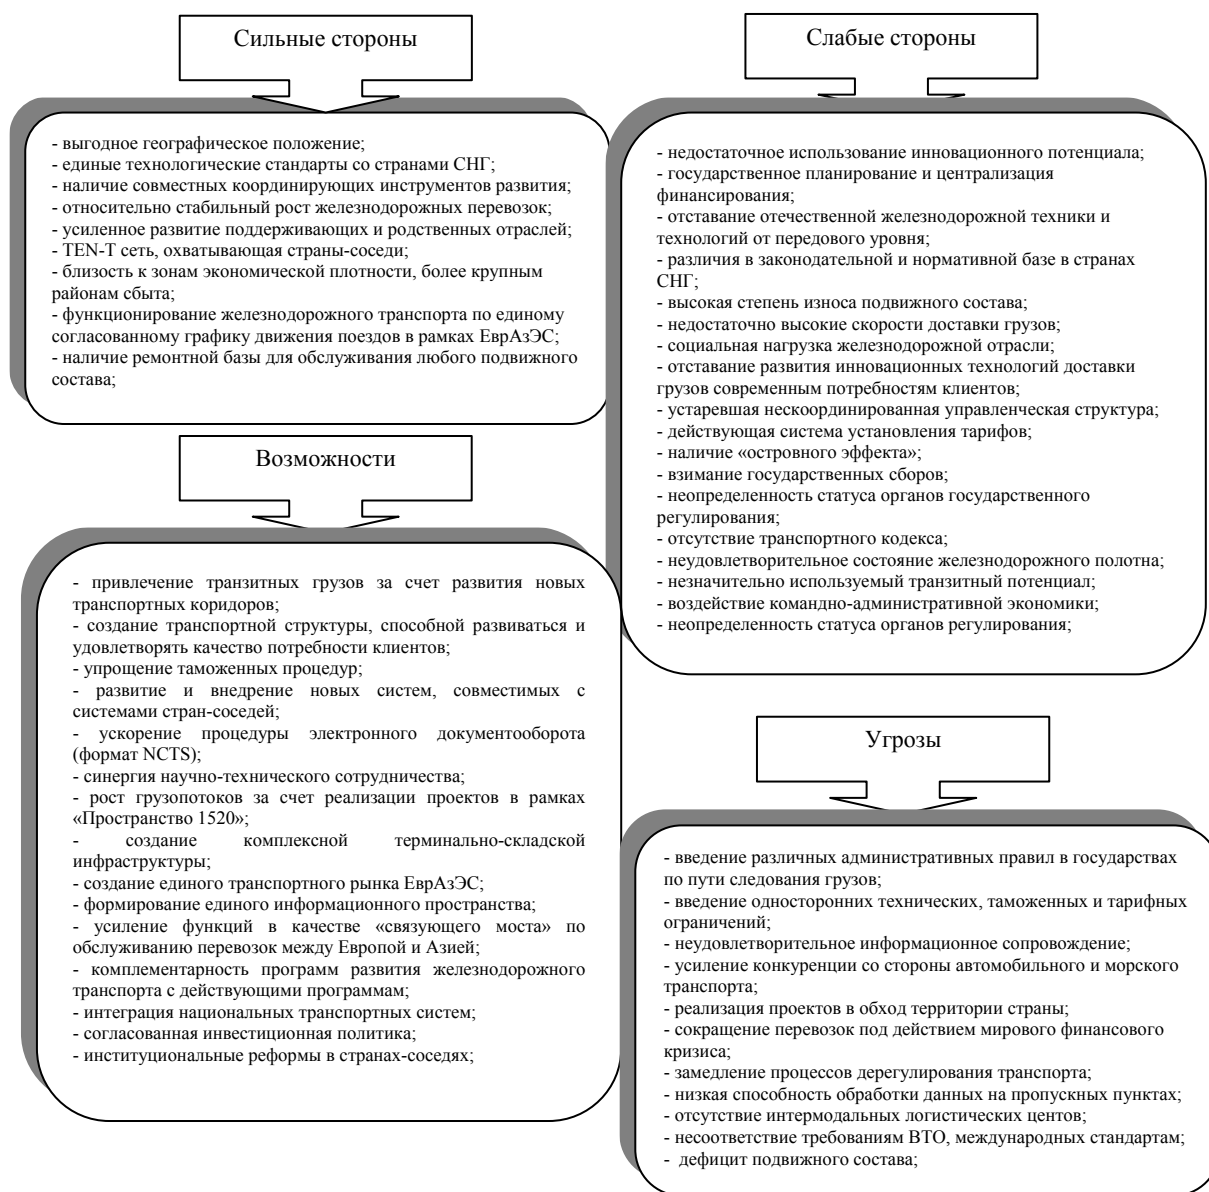 Сильные стороны
- выгодное географическое положение;
- единые технологические стандарты со странами СНГ;
- наличие совместных координирующих инструментов развития;
- относительно стабильный рост железнодорожных перевозок;
- усиленное развитие поддерживающих и родственных отраслей;
- TEN-T сеть, охватывающая страны-соседи;
- близость к зонам экономической плотности, более крупным
районам сбыта;
- функционирование железнодорожного транспорта по единому
согласованному графику движения поездов в рамках ЕврАзЭС;
- наличие ремонтной базы для обслуживания любого подвижного
состава;
Слабые стороны
- недостаточное использование инновационного потенциала;
- государственное планирование и централизация
финансирования;
- отставание отечественной железнодорожной техники и
технологий от передового уровня;
- различия в законодательной и нормативной базе в странах
СНГ;
- высокая степень износа подвижного состава;
- недостаточно высокие скорости доставки грузов;
- социальная нагрузка железнодорожной отрасли;
- отставание развития инновационных технологий доставки
грузов современным потребностям клиентов;
- устаревшая нескоординированная управленческая структура;
- действующая система установления тарифов;
- наличие «островного эффекта»;
- взимание государственных сборов;
- неопределенность статуса органов государственного
регулирования;
- отсутствие транспортного кодекса;
- неудовлетворительное состояние железнодорожного полотна;
- незначительно используемый транзитный потенциал;
- воздействие командно-административной экономики;
- неопределенность статуса органов регулирования;
Возможности
- привлечение транзитных грузов за счет развития новых
транспортных коридоров;
- создание транспортной структуры, способной развиваться и
удовлетворять качество потребности клиентов;
- упрощение таможенных процедур;
- развитие и внедрение новых систем, совместимых с
системами стран-соседей;
- ускорение процедуры электронного документооборота
(формат NCTS);
- синергия научно-технического сотрудничества;
- рост грузопотоков за счет реализации проектов в рамках
«Пространство 1520»;
- создание комплексной терминально-складской
инфраструктуры;
- создание единого транспортного рынка ЕврАзЭС;
- формирование единого информационного пространства;
- усиление функций в качестве «связующего моста» по
обслуживанию перевозок между Европой и Азией;
- комплементарность программ развития железнодорожного
транспорта с действующими программам;
- интеграция национальных транспортных систем;
- согласованная инвестиционная политика;
- институциональные реформы в странах-соседях;
Угрозы
- введение различных административных правил в государствах
по пути следования грузов;
- введение односторонних технических, таможенных и тарифных
ограничений;
- неудовлетворительное информационное сопровождение;
- усиление конкуренции со стороны автомобильного и морского
транспорта;
- реализация проектов в обход территории страны;
- сокращение перевозок под действием мирового финансового
кризиса;
- замедление процессов дерегулирования транспорта;
- низкая способность обработки данных на пропускных пунктах;
- отсутствие интермодальных логистических центов;
- несоответствие требованиям ВТО, международных стандартам;
- дефицит подвижного состава;